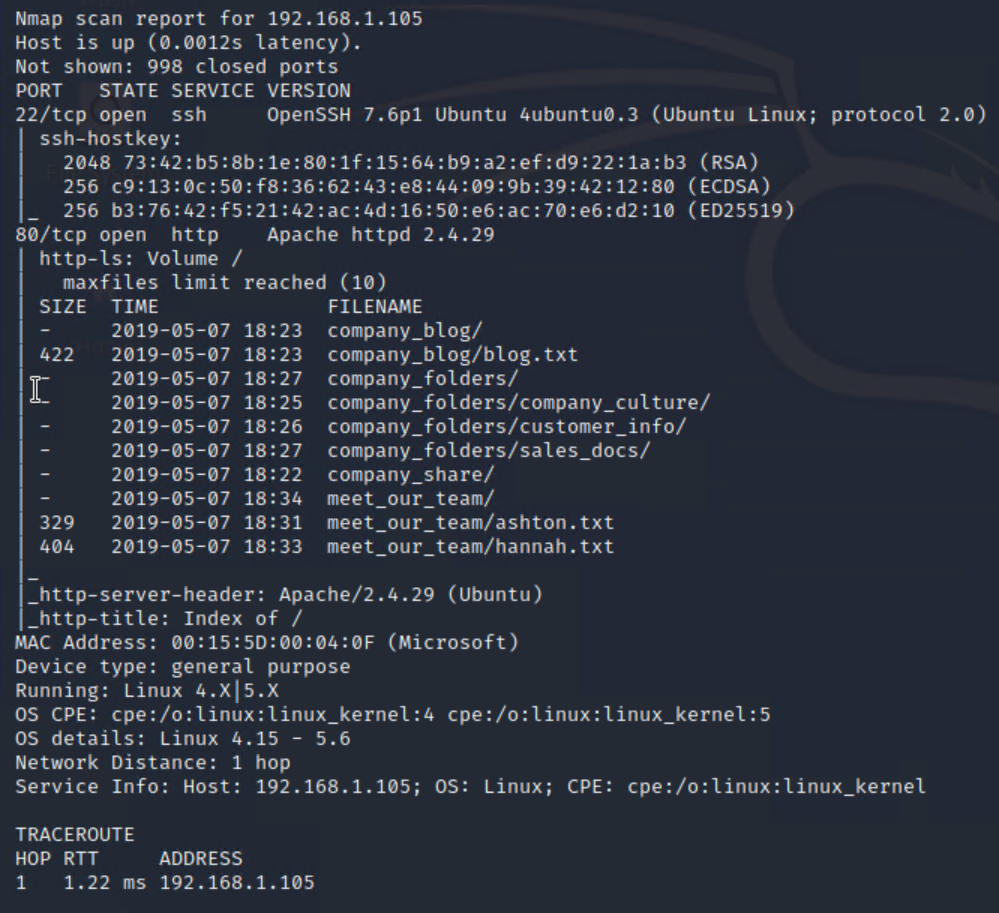 Nmap scan report for 192.168.1.105
Host is up (0.0012s latency).
Not shown: 998 closed ports
PORT   STATE SERVICE VERSION
22/tcp open  ssh     OpenSSH 7.6p1 Ubuntu 4ubuntu0.3 (Ubuntu Linux; protocol 2.0)
| ssh-hostkey:
|   2048 73:42:b5:8b:1e:80:1f:15:64:b9:a2:ef:d9:22:1a:b3 (RSA)
|   256 c9:13:0c:50:f8:36:62:43:e8:44:09:9b:39:42:12:80 (ECDSA)
|_  256 b3:76:42:f5:21:42:ac:4d:16:50:e6:ac:70:e6:d2:10 (ED25519)
80/tcp open  http    Apache httpd 2.4.29
| http-ls: Volume /
|   maxfiles limit reached (10)
| SIZE  TIME              FILENAME
| -     2019-05-07 18:23  company_blog/
| 422   2019-05-07 18:23  company_blog/blog.txt
| -     2019-05-07 18:27  company_folders/
| -     2019-05-07 18:25  company_folders/company_culture/
| -     2019-05-07 18:26  company_folders/customer_info/
| -     2019-05-07 18:27  company_folders/sales_docs/
| -     2019-05-07 18:22  company_share/
| -     2019-05-07 18:34  meet_our_team/
| 329   2019-05-07 18:31  meet_our_team/ashton.txt
| 404   2019-05-07 18:33  meet_our_team/hannah.txt
|_
|_http-server-header: Apache/2.4.29 (Ubuntu)
|_http-title: Index of /
MAC Address: 00:15:5D:00:04:0F (Microsoft)
Device type: general purpose
Running: Linux 4.X|5.X
OS CPE: cpe:/o:linux:linux_kernel:4 cpe:/o:linux:linux_kernel:5
OS details: Linux 4.15 - 5.6
Network Distance: 1 hop
Service Info: Host: 192.168.1.105; OS: Linux; CPE: cpe:/o:linux:linux_kernel
TRACEROUTE
HOP RTT     ADDRESS
1   1.22 ms 192.168.1.105